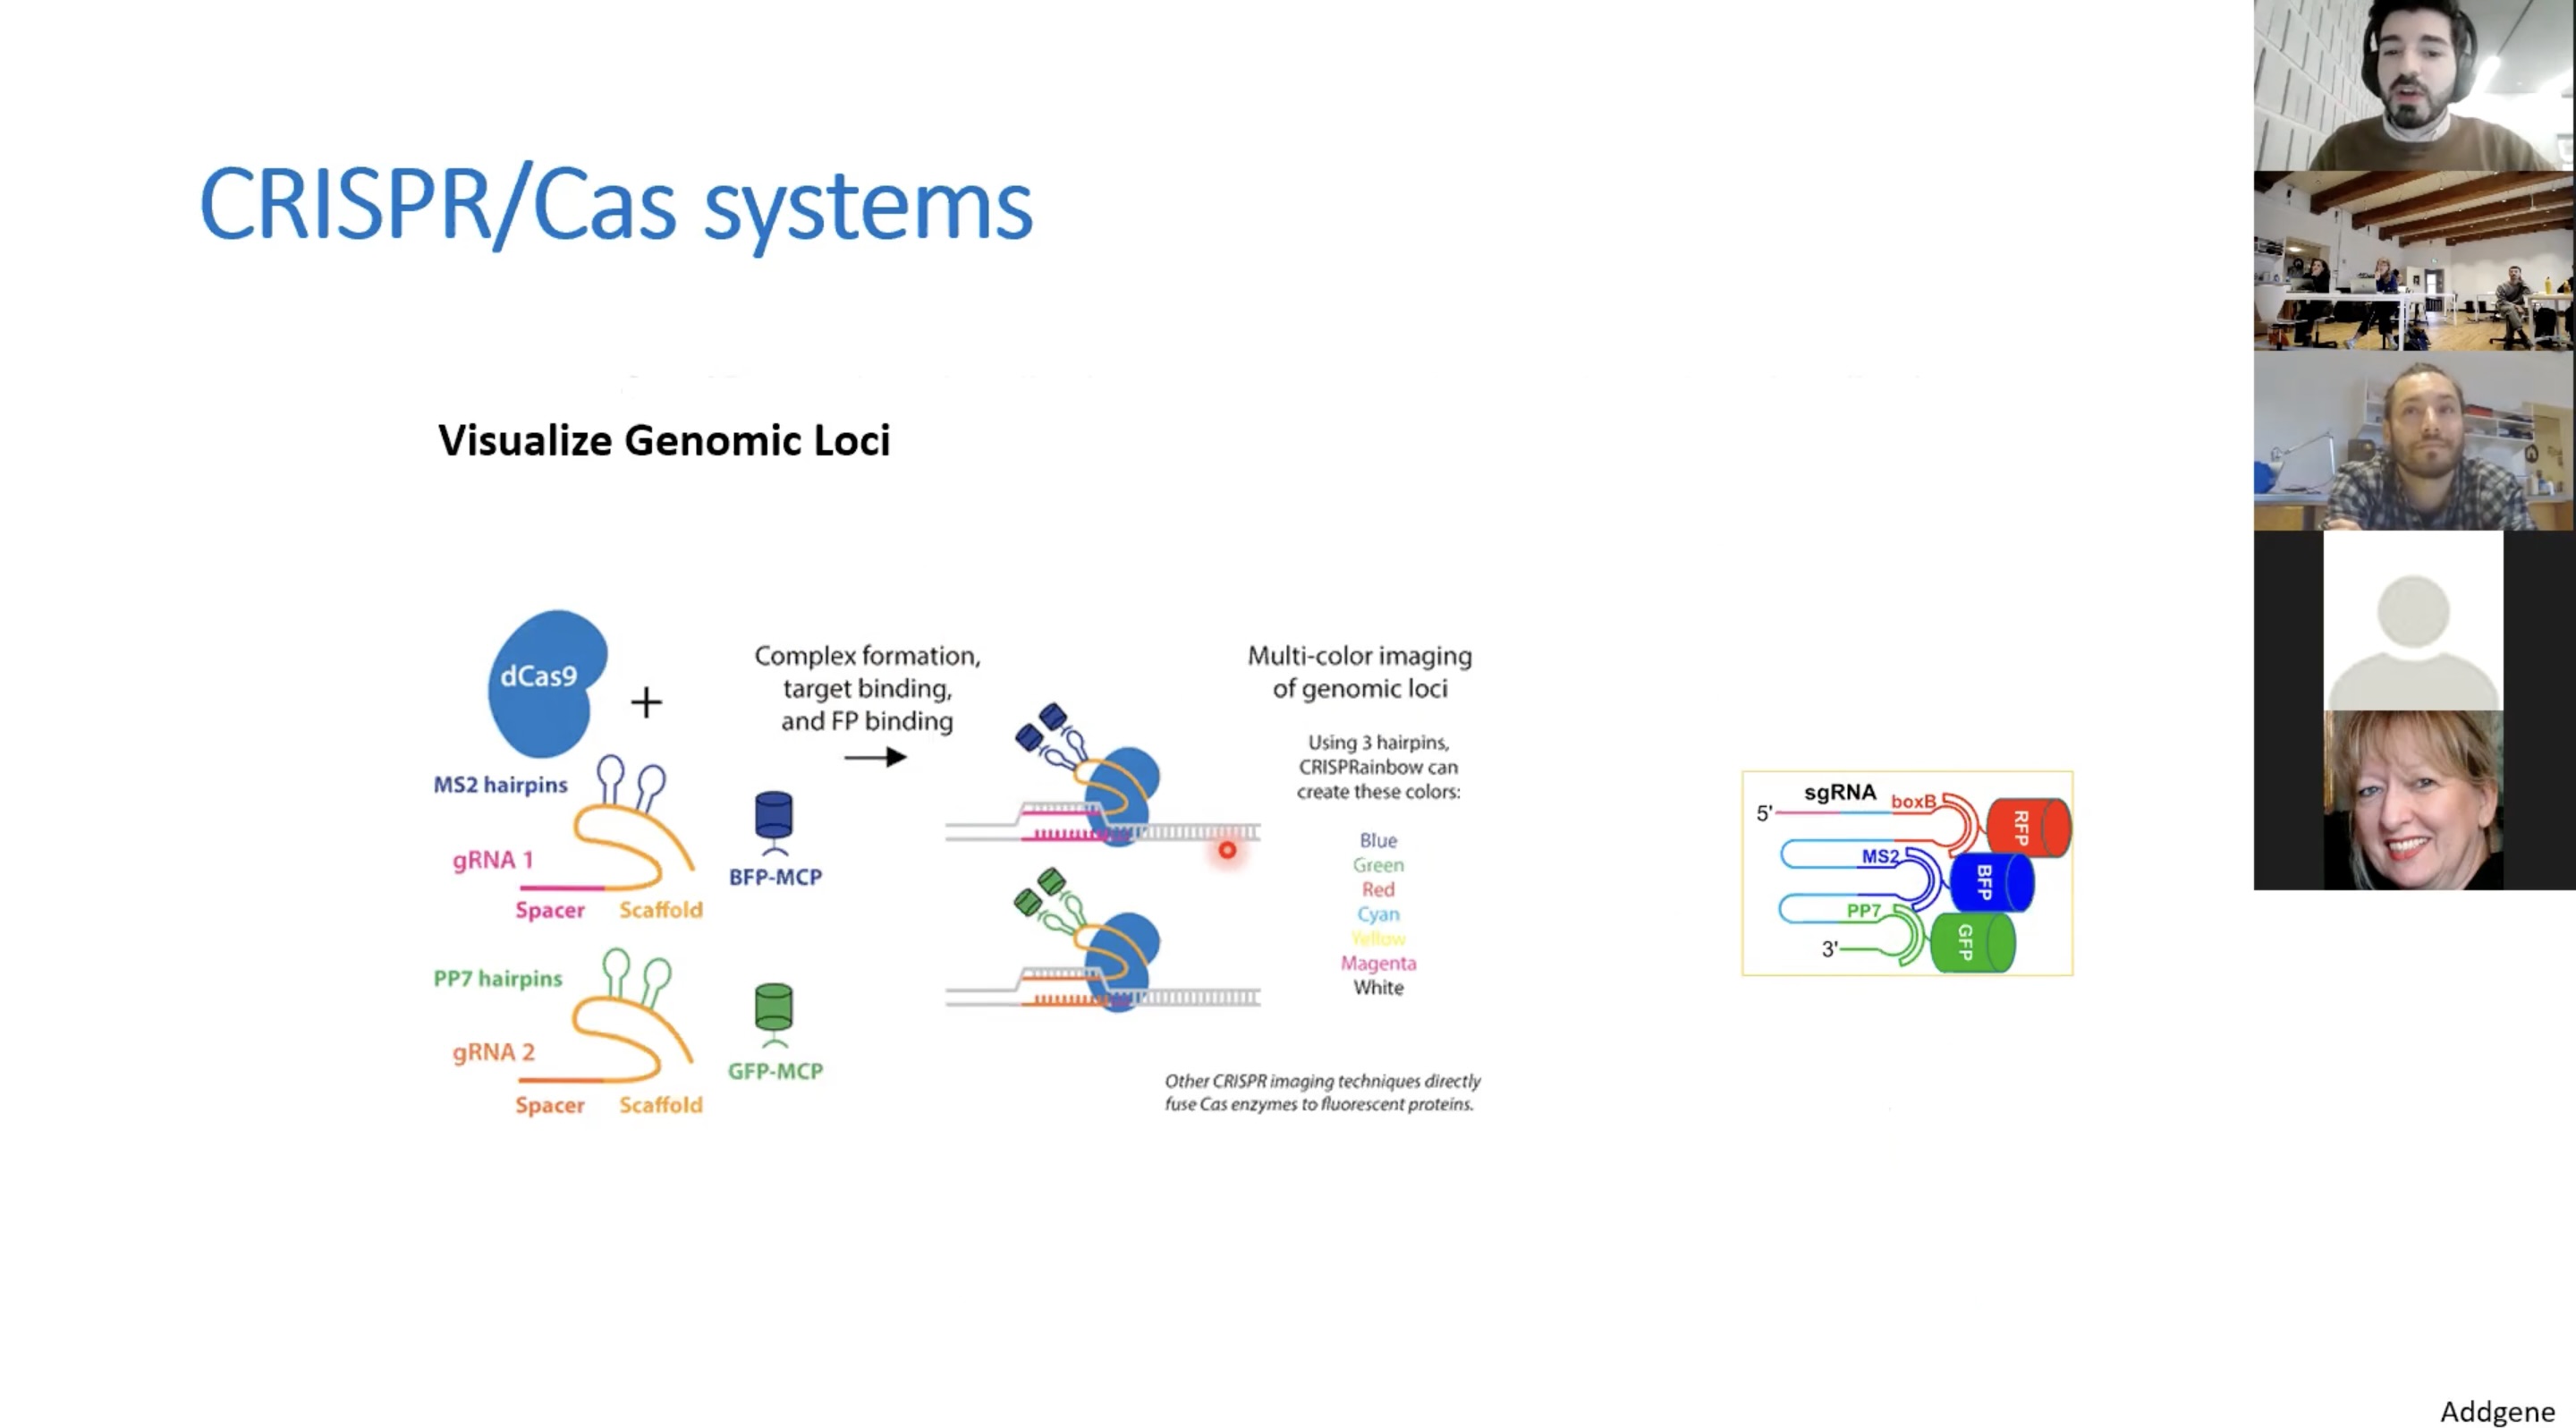 CRISPR/Cas systems
Visualize Genomic Loci
dCas9
+
MS2 hairpins
gRNA 1
Spacer
Scaffold
BFP-MCP
PP7 hairpins
gRNA 2
Spacer
Scaffold
GFP-MCP
Complex formation,
target binding,
and FP binding
Multi-color imaging
of genomic loci
Using 3 hairpins,
CRISPRainbow can
create these colors:
Blue
Green
Red
Cyan
Yellow
Magenta
White
Other CRISPR imaging techniques directly
fuse Cas enzymes to fluorescent proteins.
sgRNA
5'
boxB
RFP
MS2
BFP
PP7
GFP
3'
Addgene